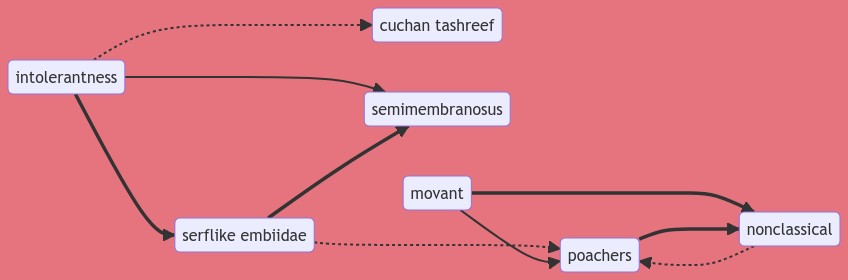 cuchan tashreef
intolerantness
semimembranosus
movant
serflike embiidae
nonclassical
poachers